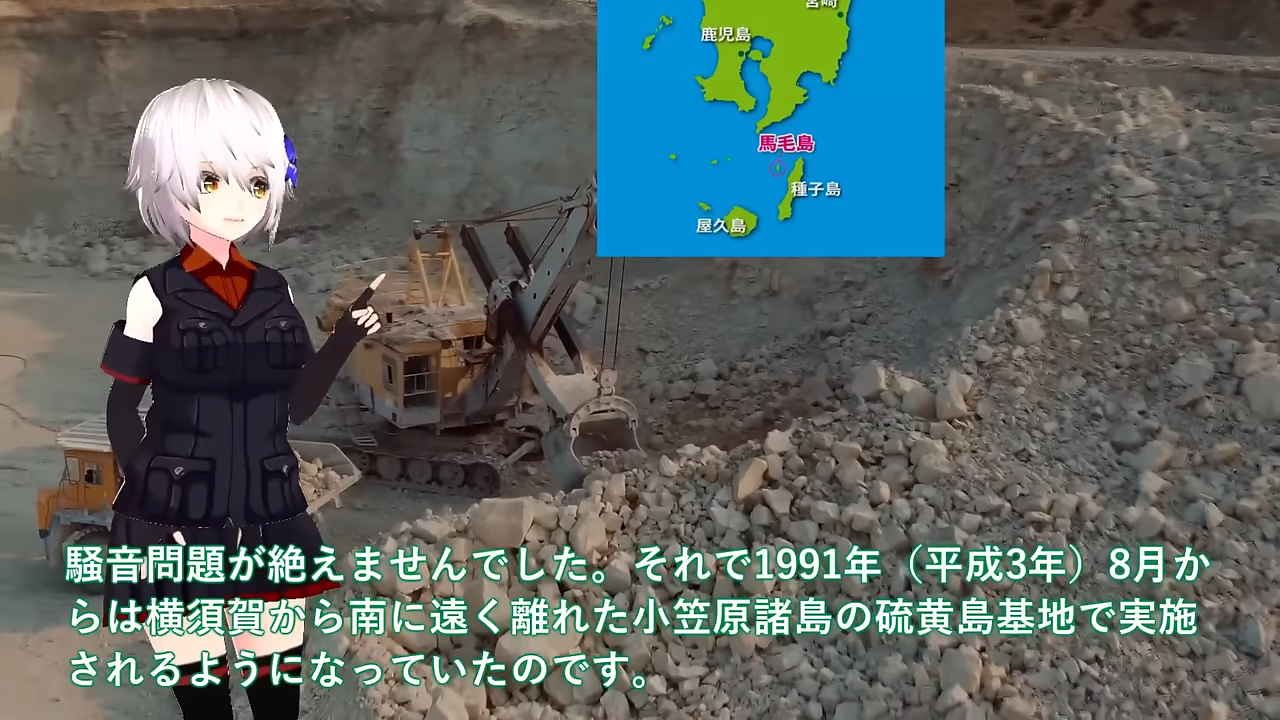 宮崎
鹿児島
馬毛島
種子島
屋久島
騒音問題が絶えませんでした。それで1991年（平成3年）8月か
らは横須賀から南に遠く離れた小笠原諸島の硫黄島基地で実施
されるようになっていたのです。